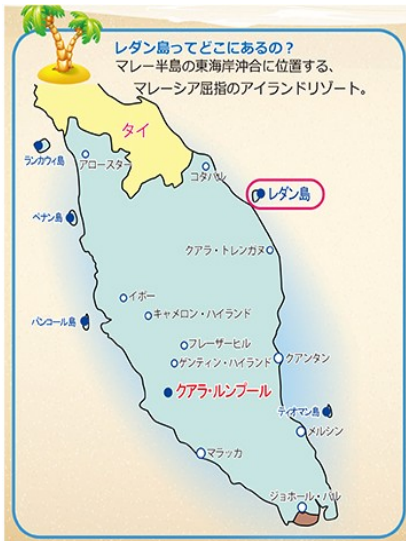 レダン島ってどこにあるの？
マレー半島の東海岸沖合に位置する、
マレーシア屈指のアイランドリゾート。
タイ
ランカウィ島
アロースター
コタバル
レダン島
ペナン島
クアラ・トレンガヌ
イポー
キャメロン・ハイランド
パンコール島
フレーザーヒル
ゲンティン・ハイランド
クアンタン
クアラ・ルンプール
ティオマン島
メルシン
マラッカ
ジョホール・バル